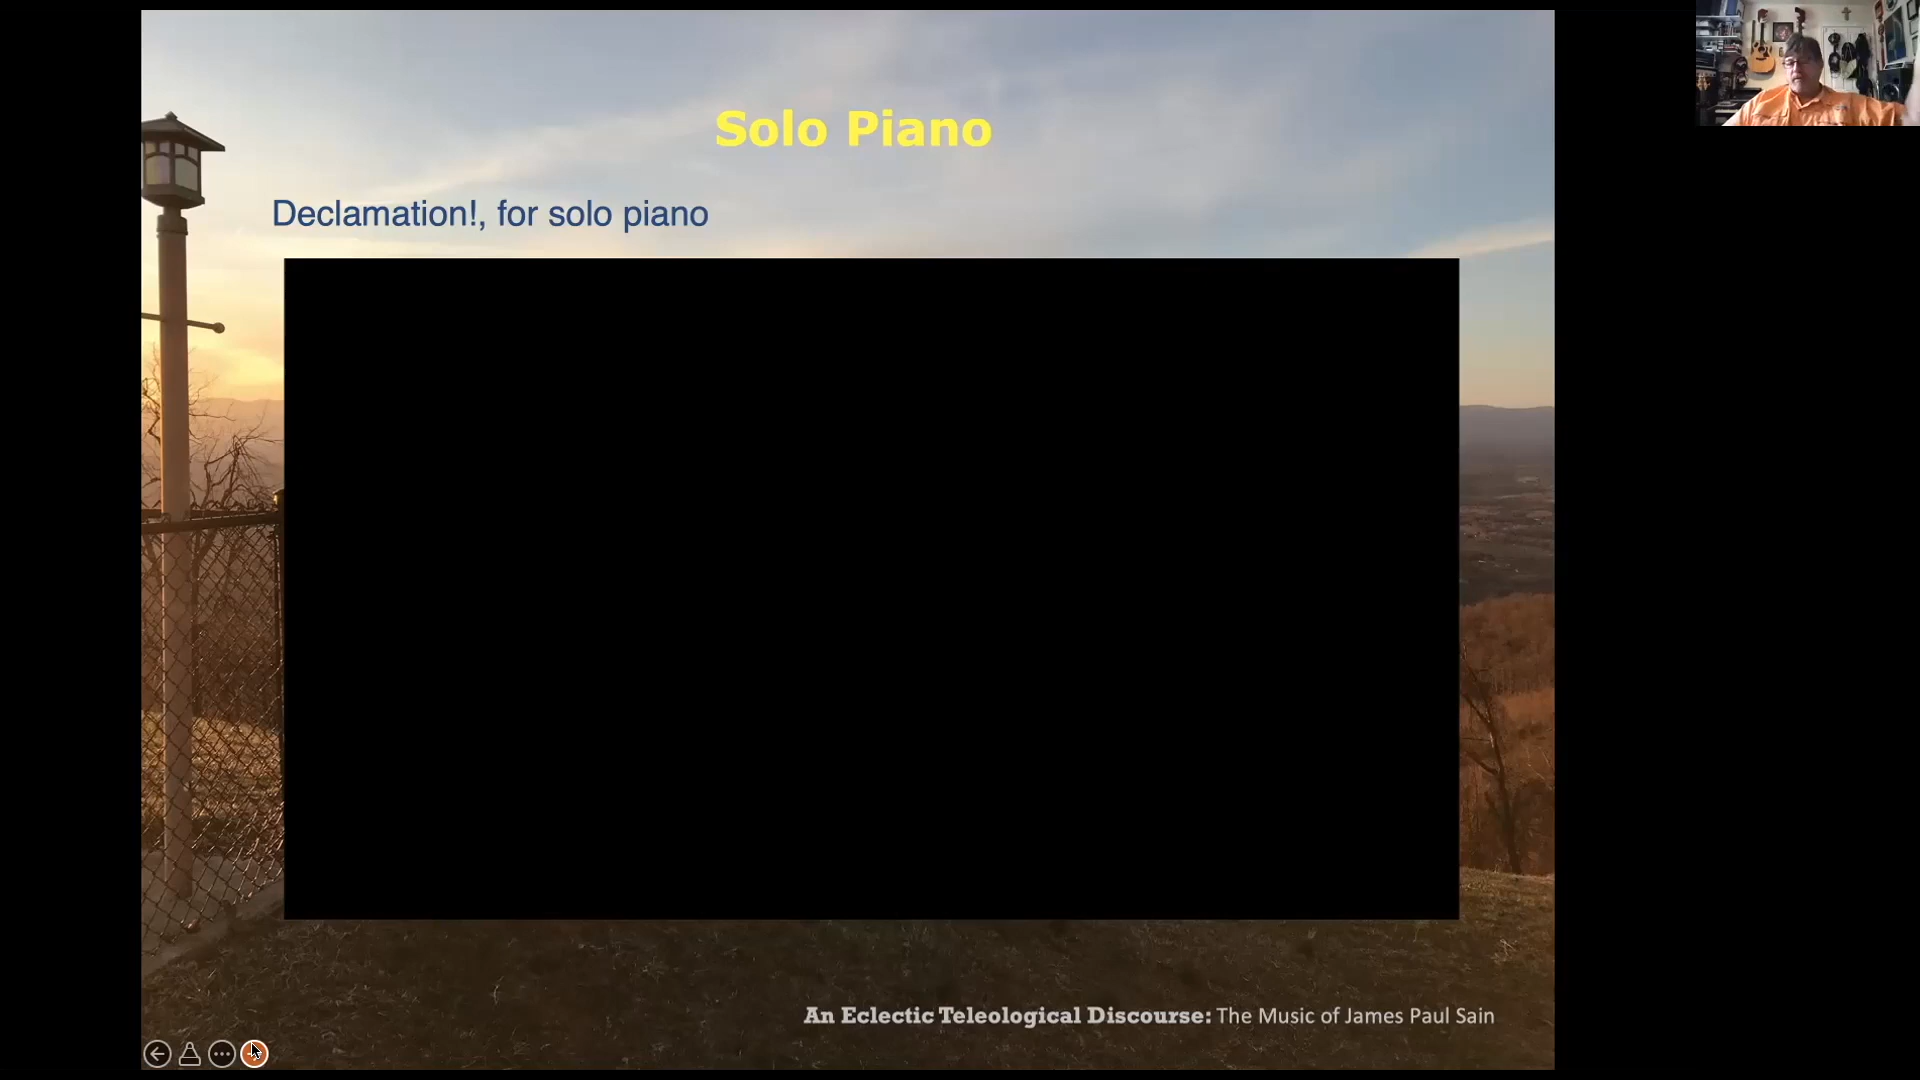 Solo Piano
Declamation!, for solo piano
An Eclectic Teleological Discourse: The Music of James Paul Sain